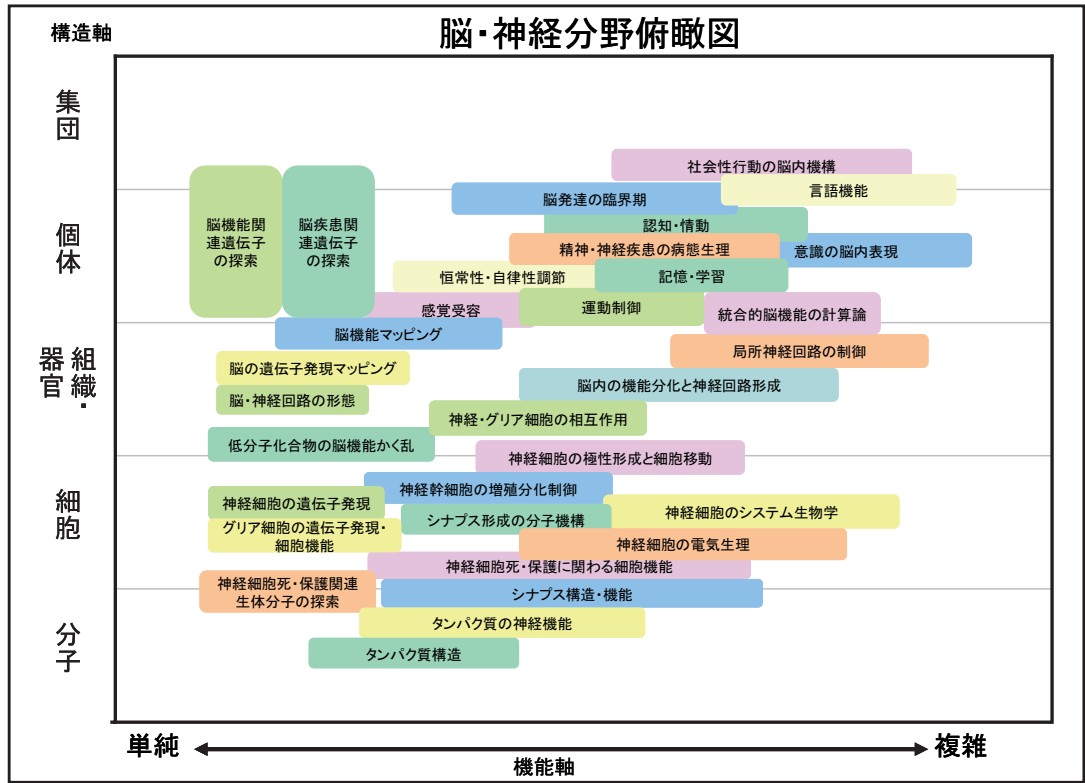 構造軸
脳・神経分野俯瞰図
集団
社会性行動の脳内機構
言語機能
個体
脳機能関
連遺伝子
の探索
脳疾患関
連遺伝子
の探索
脳発達の臨界期
認知・情動
精神・神経疾患の病態生理
意識の脳内表現
恒常性・自律性調節
記憶・学習
感覚受容
運動制御
統合的脳機能の計算論
組織・
器官
脳機能マッピング
局所神経回路の制御
脳の遺伝子発現マッピング
脳内の機能分化と神経回路形成
脳・神経回路の形態
神経・グリア細胞の相互作用
低分子化合物の脳機能かく乱
神経細胞の極性形成と細胞移動
細胞
神経幹細胞の増殖分化制御
神経細胞の遺伝子発現
シナプス形成の分子機構
神経細胞のシステム生物学
グリア細胞の遺伝子発現・
細胞機能
神経細胞の電気生理
神経細胞死・保護に関わる細胞機能
神経細胞死・保護関連
生体分子の探索
シナプス構造・機能
分子
タンパク質の神経機能
タンパク質構造
単純
複雑
機能軸